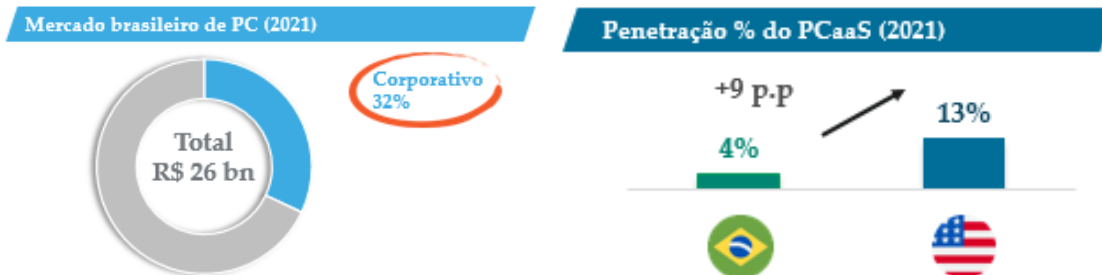 Mercado brasileiro de PC (2021)
Corporativo
32%
Total
R$ 26 bn
Penetração % do PCaaS (2021)
+9 p.p
4%
13%